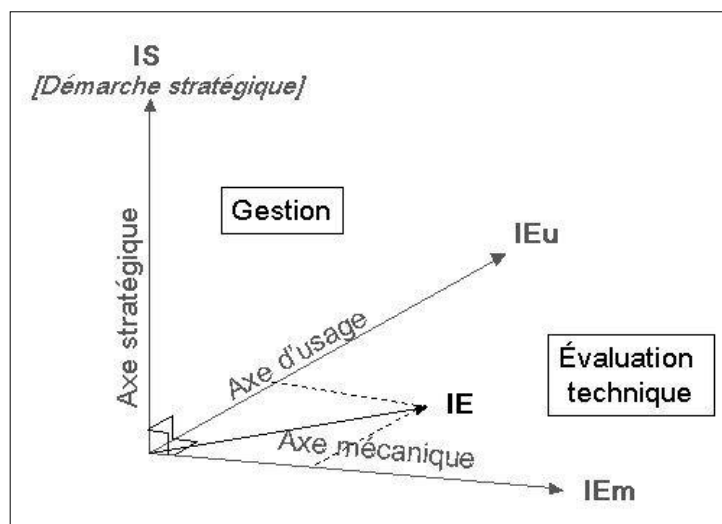 IS
[Démarche stratégique]
Axe stratégique
Gestion
IEu
Axe d'usage
Évaluation
technique
IE
Axe mécanique
IEm